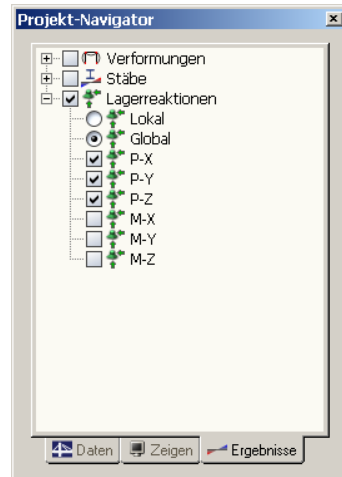 Projekt-Navigator
Verformungen
Stäbe
Lagerreaktionen
Lokal
Global
P-X
P-Y
P-Z
M-X
M-Y
M-Z
Daten Zeigen Ergebnisse